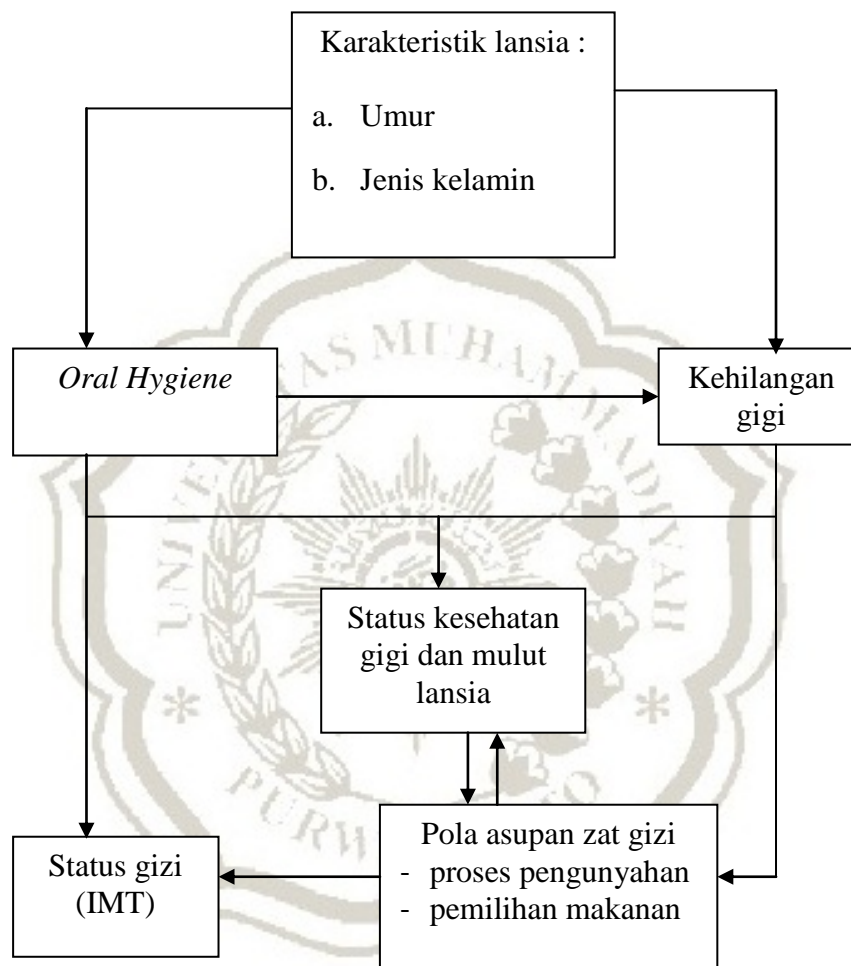 Karakteristik lansia :
a. Umur
b. Jenis kelamin
Oral Hygiene
Kehilangan
gigi
Status kesehatan
gigi dan mulut
lansia
Status gizi
(IMT)
Pola asupan zat gizi
- proses pengunyahan
- pemilihan makanan